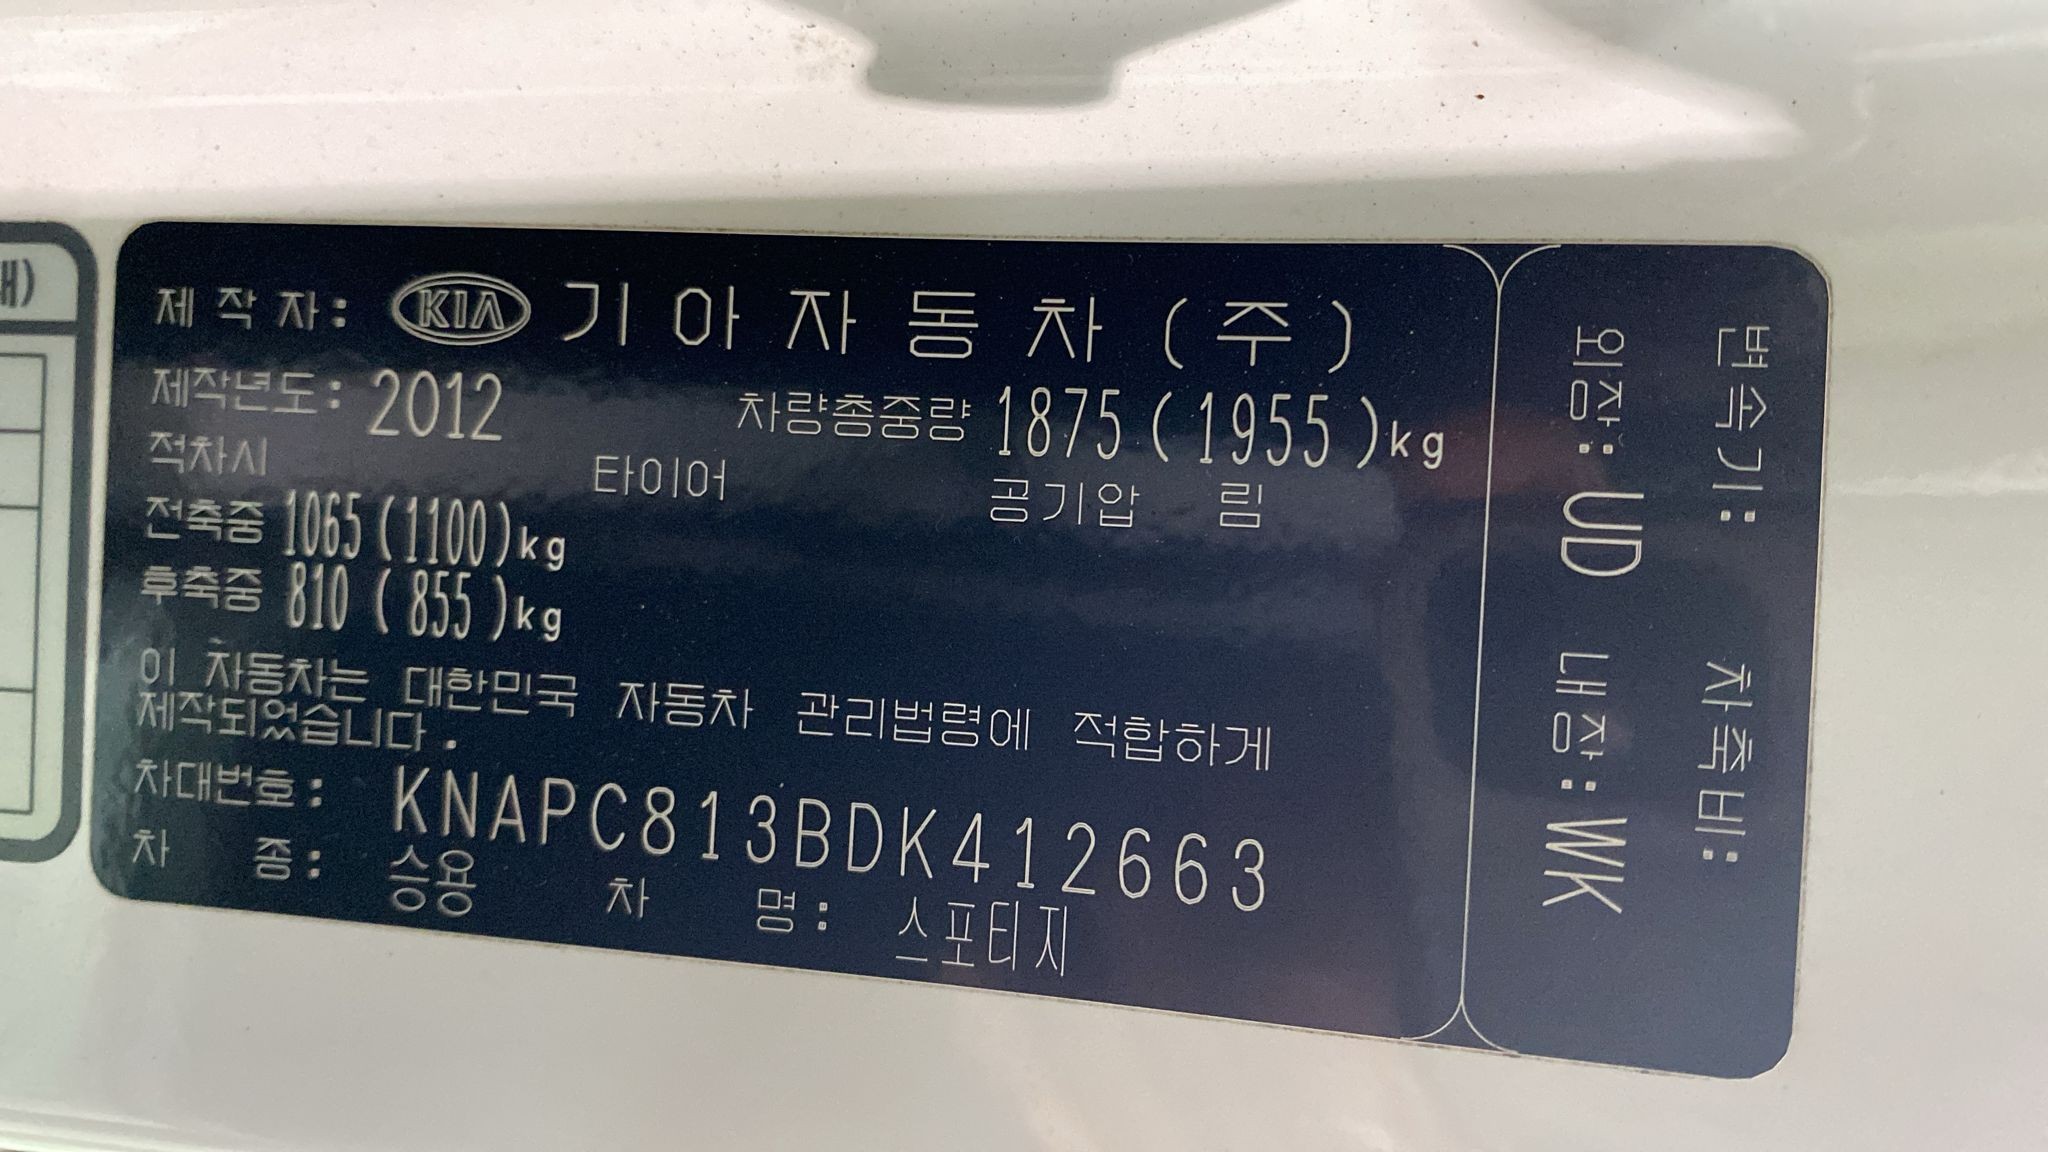 제 작 자: KIA 기 아 자 동 차 ( 주 )
제작년도: 2012 차량총중량 1875 ( 1955 )kg
적차시 타이어 공기압 림
전축중 1065(1100)kg
후축중 810 ( 855 )kg
이 자동차는 대한민국 자동차 관리법령에 적합하게
제작되었습니다.
차대번호: KNAPC813BDK412663
차 종: 승용 차 명: 스포티지
변속기: 차축비:
외장: UD 내장: WK